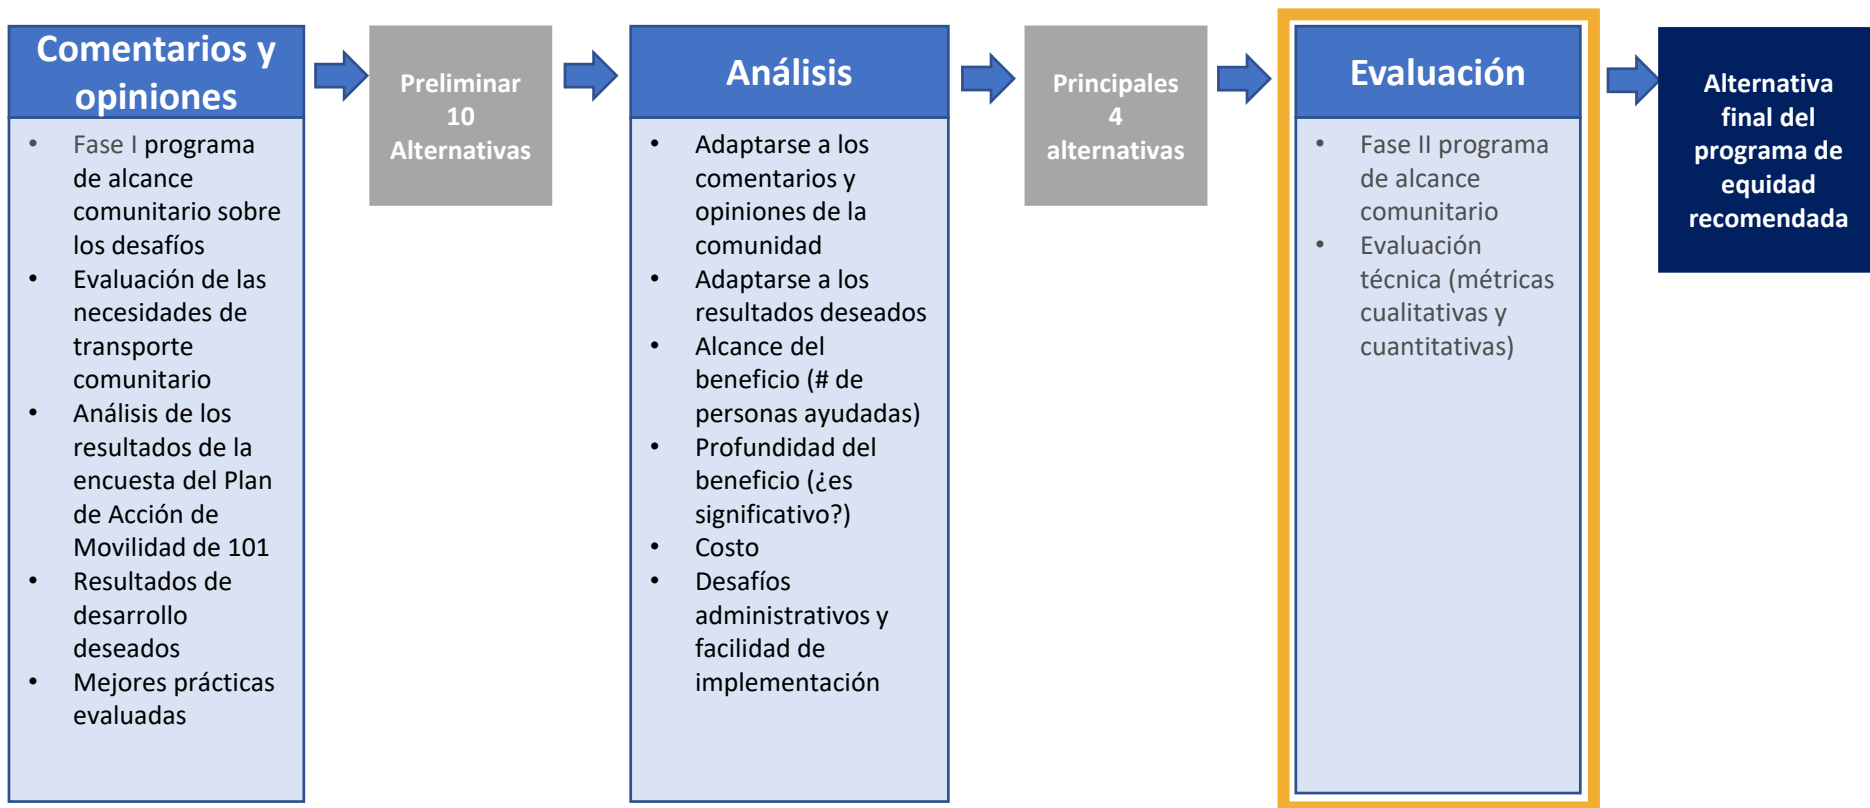 Comentarios y
opiniones
• Fase I programa
de alcance
comunitario sobre
los desafíos
• Evaluación de las
necesidades de
transporte
comunitario
• Análisis de los
resultados de la
encuesta del Plan
de Acción de
Movilidad de 101
• Resultados de
desarrollo
deseados
• Mejores prácticas
evaluadas
Preliminar
10
Alternativas
Análisis
• Adaptarse a los
comentarios y
opiniones de la
comunidad
• Adaptarse a los
resultados deseados
• Alcance del
beneficio (# de
personas ayudadas)
• Profundidad del
beneficio (¿es
significativo?)
• Costo
• Desafíos
administrativos y
facilidad de
implementación
Principales
4
alternativas
Evaluación
• Fase II programa
de alcance
comunitario
• Evaluación
técnica (métricas
cualitativas y
cuantitativas)
Alternativa
final del
programa de
equidad
recomendada